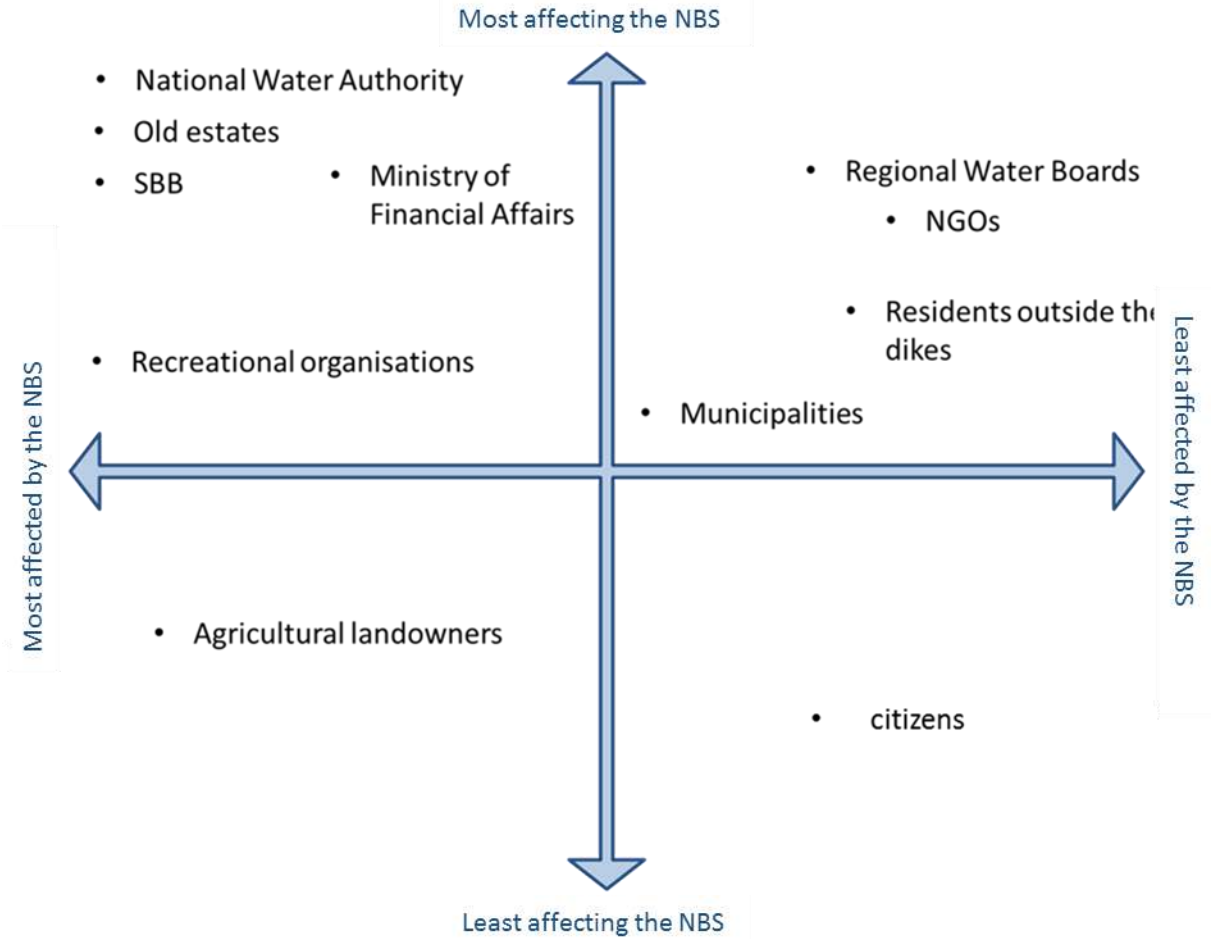 Most affecting the NBS
• National Water Authority
• Old estates
• SBB
• Ministry of
Financial Affairs
• Regional Water Boards
• NGOs
• Residents outside the
dikes
• Recreational organisations
• Municipalities
Most affected by the NBS
Least affected by the NBS
• Agricultural landowners
• citizens
Least affecting the NBS